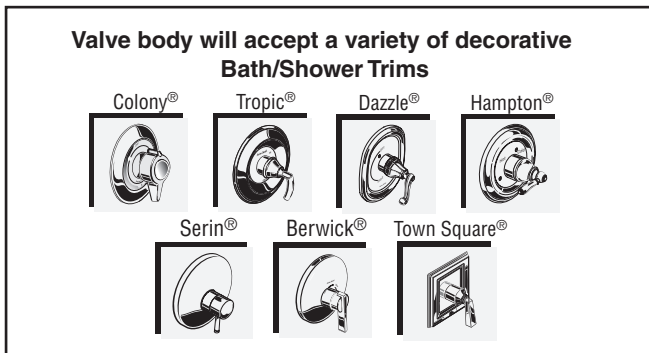 Valve body will accept a variety of decorative
Bath/Shower Trims
Colony® Tropic® Dazzle® Hampton®
Serin® Berwick® Town Square®